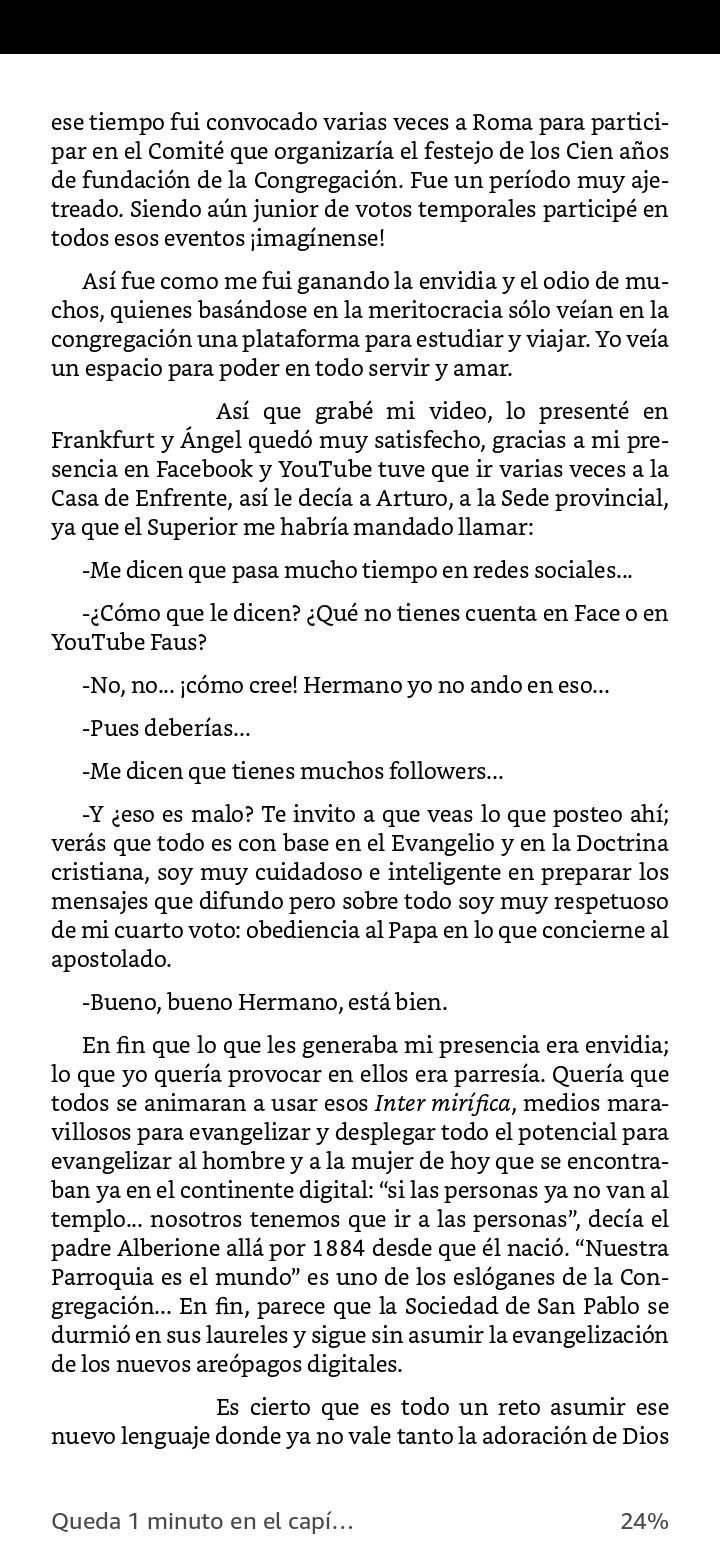 ese tiempo fui convocado varias veces a Roma para partici-
par en el Comité que organizaría el festejo de los Cien años
de fundación de la Congregación. Fue un período muy aje-
treado. Siendo aún junior de votos temporales participé en
todos esos eventos ¡imagínense!
Así fue como me fui ganando la envidia y el odio de mu-
chos, quienes basándose en la meritocracia sólo veían en la
congregación una plataforma para estudiar y viajar. Yo veía
un espacio para poder en todo servir y amar.
Así que grabé mi video, lo presenté en
Frankfurt y Ángel quedó muy satisfecho, gracias a mi pre-
sencia en Facebook y YouTube tuve que ir varias veces a la
Casa de Enfrente, así le decía a Arturo, a la Sede provincial,
ya que el Superior me habría mandado llamar:
-Me dicen que pasa mucho tiempo en redes sociales...
-¿Cómo que le dicen? ¿Qué no tienes cuenta en Face o en
YouTube Faus?
-No, no... ¡cómo cree! Hermano yo no ando en eso...
-Pues deberías...
-Me dicen que tienes muchos followers...
-Y ¿eso es malo? Te invito a que veas lo que posteo ahí;
verás que todo es con base en el Evangelio y en la Doctrina
cristiana, soy muy cuidadoso e inteligente en preparar los
mensajes que difundo pero sobre todo soy muy respetuoso
de mi cuarto voto: obediencia al Papa en lo que concierne al
apostolado.
-Bueno, bueno Hermano, está bien.
En fin que lo que les generaba mi presencia era envidia;
lo que yo quería provocar en ellos era parresía. Quería que
todos se animaran a usar esos Inter mirífica, medios mara-
villosos para evangelizar y desplegar todo el potencial para
evangelizar al hombre y a la mujer de hoy que se encontra-
ban ya en el continente digital: “si las personas ya no van al
templo... nosotros tenemos que ir a las personas”, decía el
padre Alberione allá por 1884 desde que él nació. “Nuestra
Parroquia es el mundo” es uno de los eslóganes de la Con-
gregación... En fin, parece que la Sociedad de San Pablo se
durmió en sus laureles y sigue sin asumir la evangelización
de los nuevos areópagos digitales.
Es cierto que es todo un reto asumir ese
nuevo lenguaje donde ya no vale tanto la adoración de Dios
Queda 1 minuto en el capí... 24%